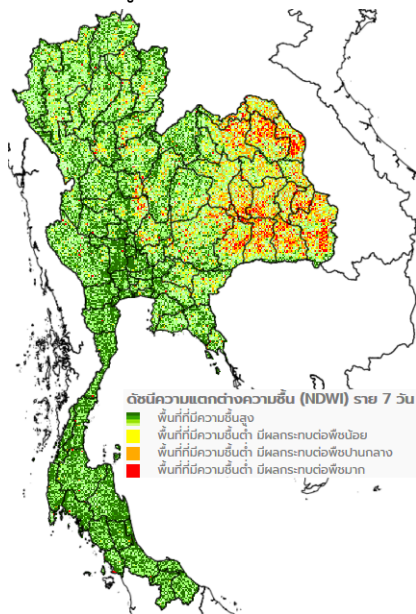 ดัชนีความแตกต่างความชื้น (NDWI) ราย 7 วัน
พื้นที่ที่มีความชื้นสูง
พื้นที่ที่มีความชื้นต่ำ มีผลกระทบต่อพืชน้อย
พื้นที่ที่มีความชื้นต่ำ มีผลกระทบต่อพืชปานกลาง
พื้นที่ที่มีความชื้นต่ำ มีผลกระทบต่อพืชมาก